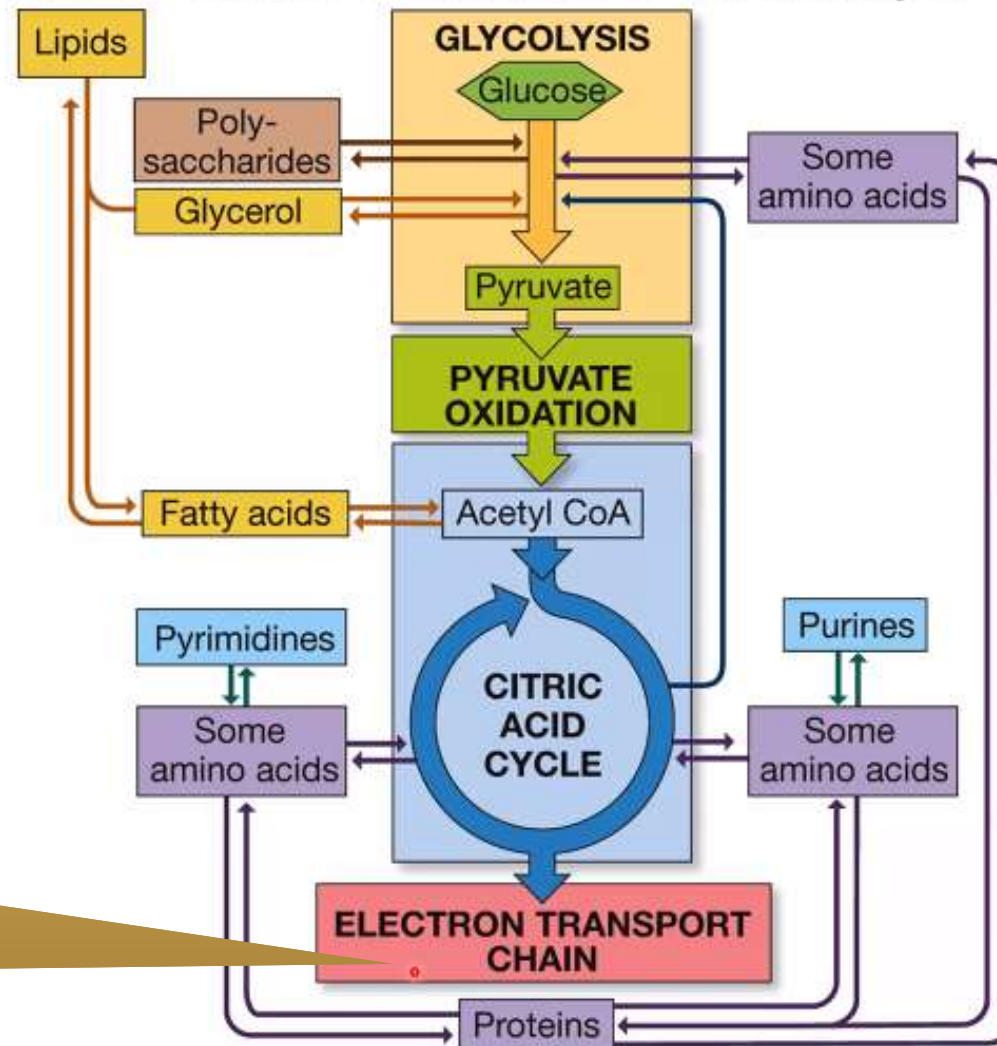 Lipids
GLYCOLYSIS
Glucose
Poly-
saccharides
Some
amino acids
Glycerol
Pyruvate
PYRUVATE
OXIDATION
Fatty acids
Acetyl CoA
Pyrimidines
Purines
CITRIC
ACID
CYCLE
Some
amino acids
Some
amino acids
ELECTRON TRANSPORT
CHAIN
Proteins